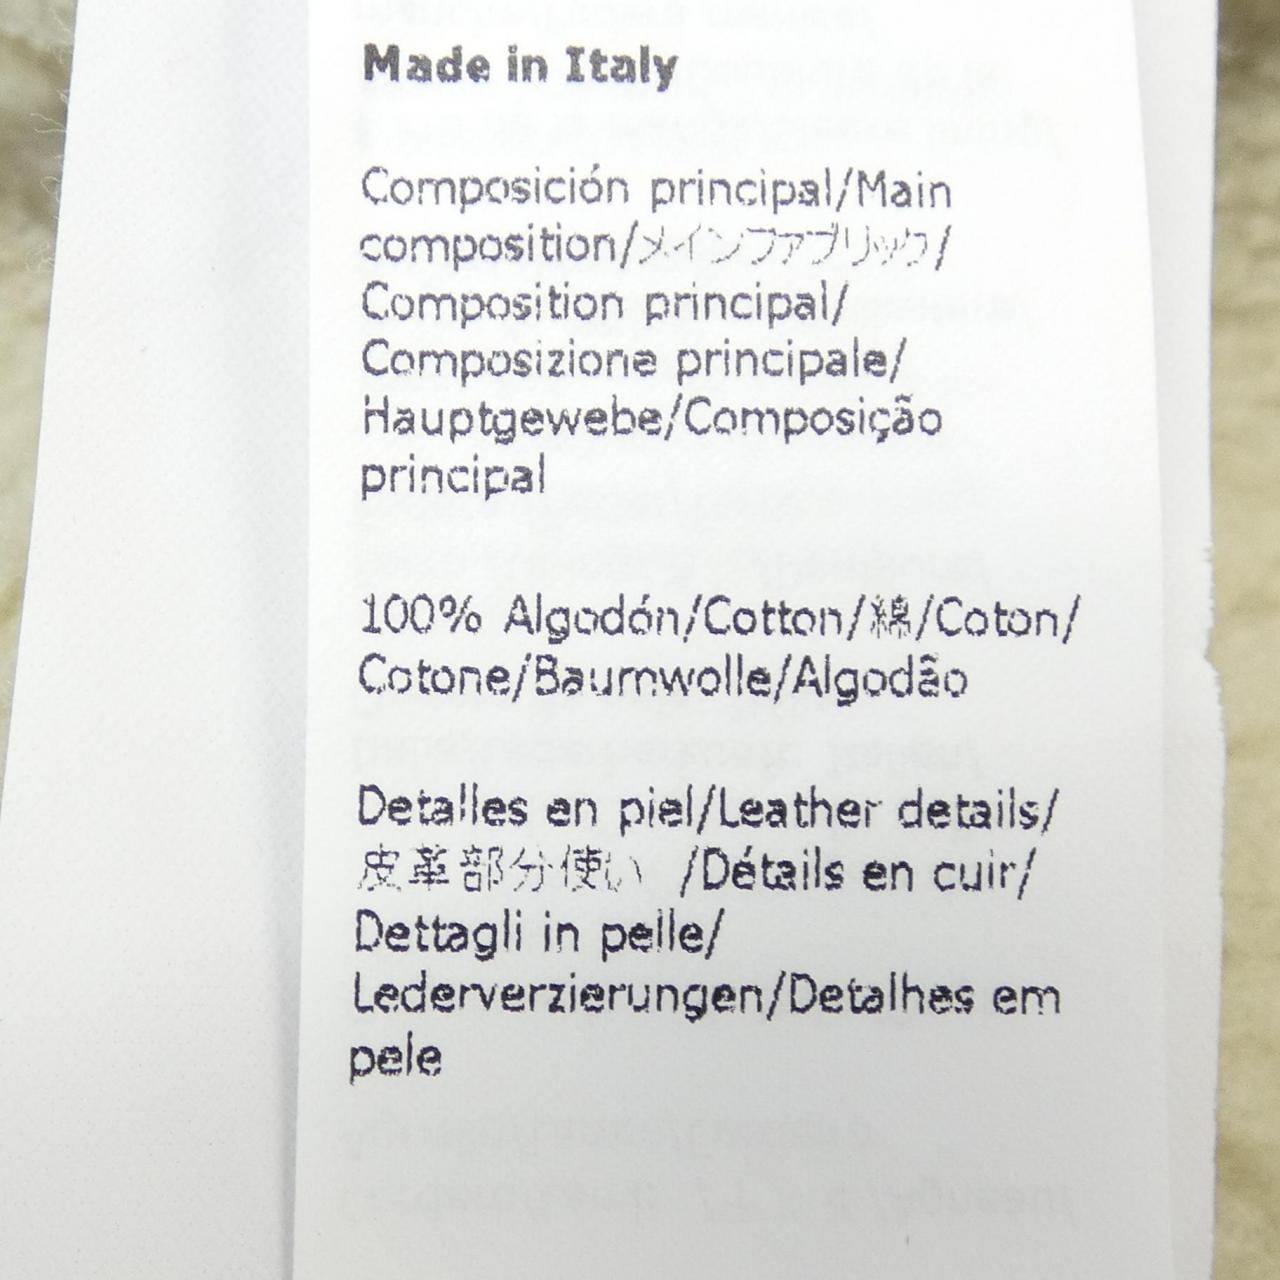 Made in Italy
Composición principal/Main
composition/メインファブリック/
Composition principal/
Composizione principale/
Hauptgewebe/Composição
principal
100% Algodón/Cotton/綿/Coton/
Cotone/Baumwolle/Algodão
Detalles en piel/Leather details/
皮革部分使い /Détails en cuir/
Dettagli in pelle/
Lederverzierungen/Detalhes em
pele